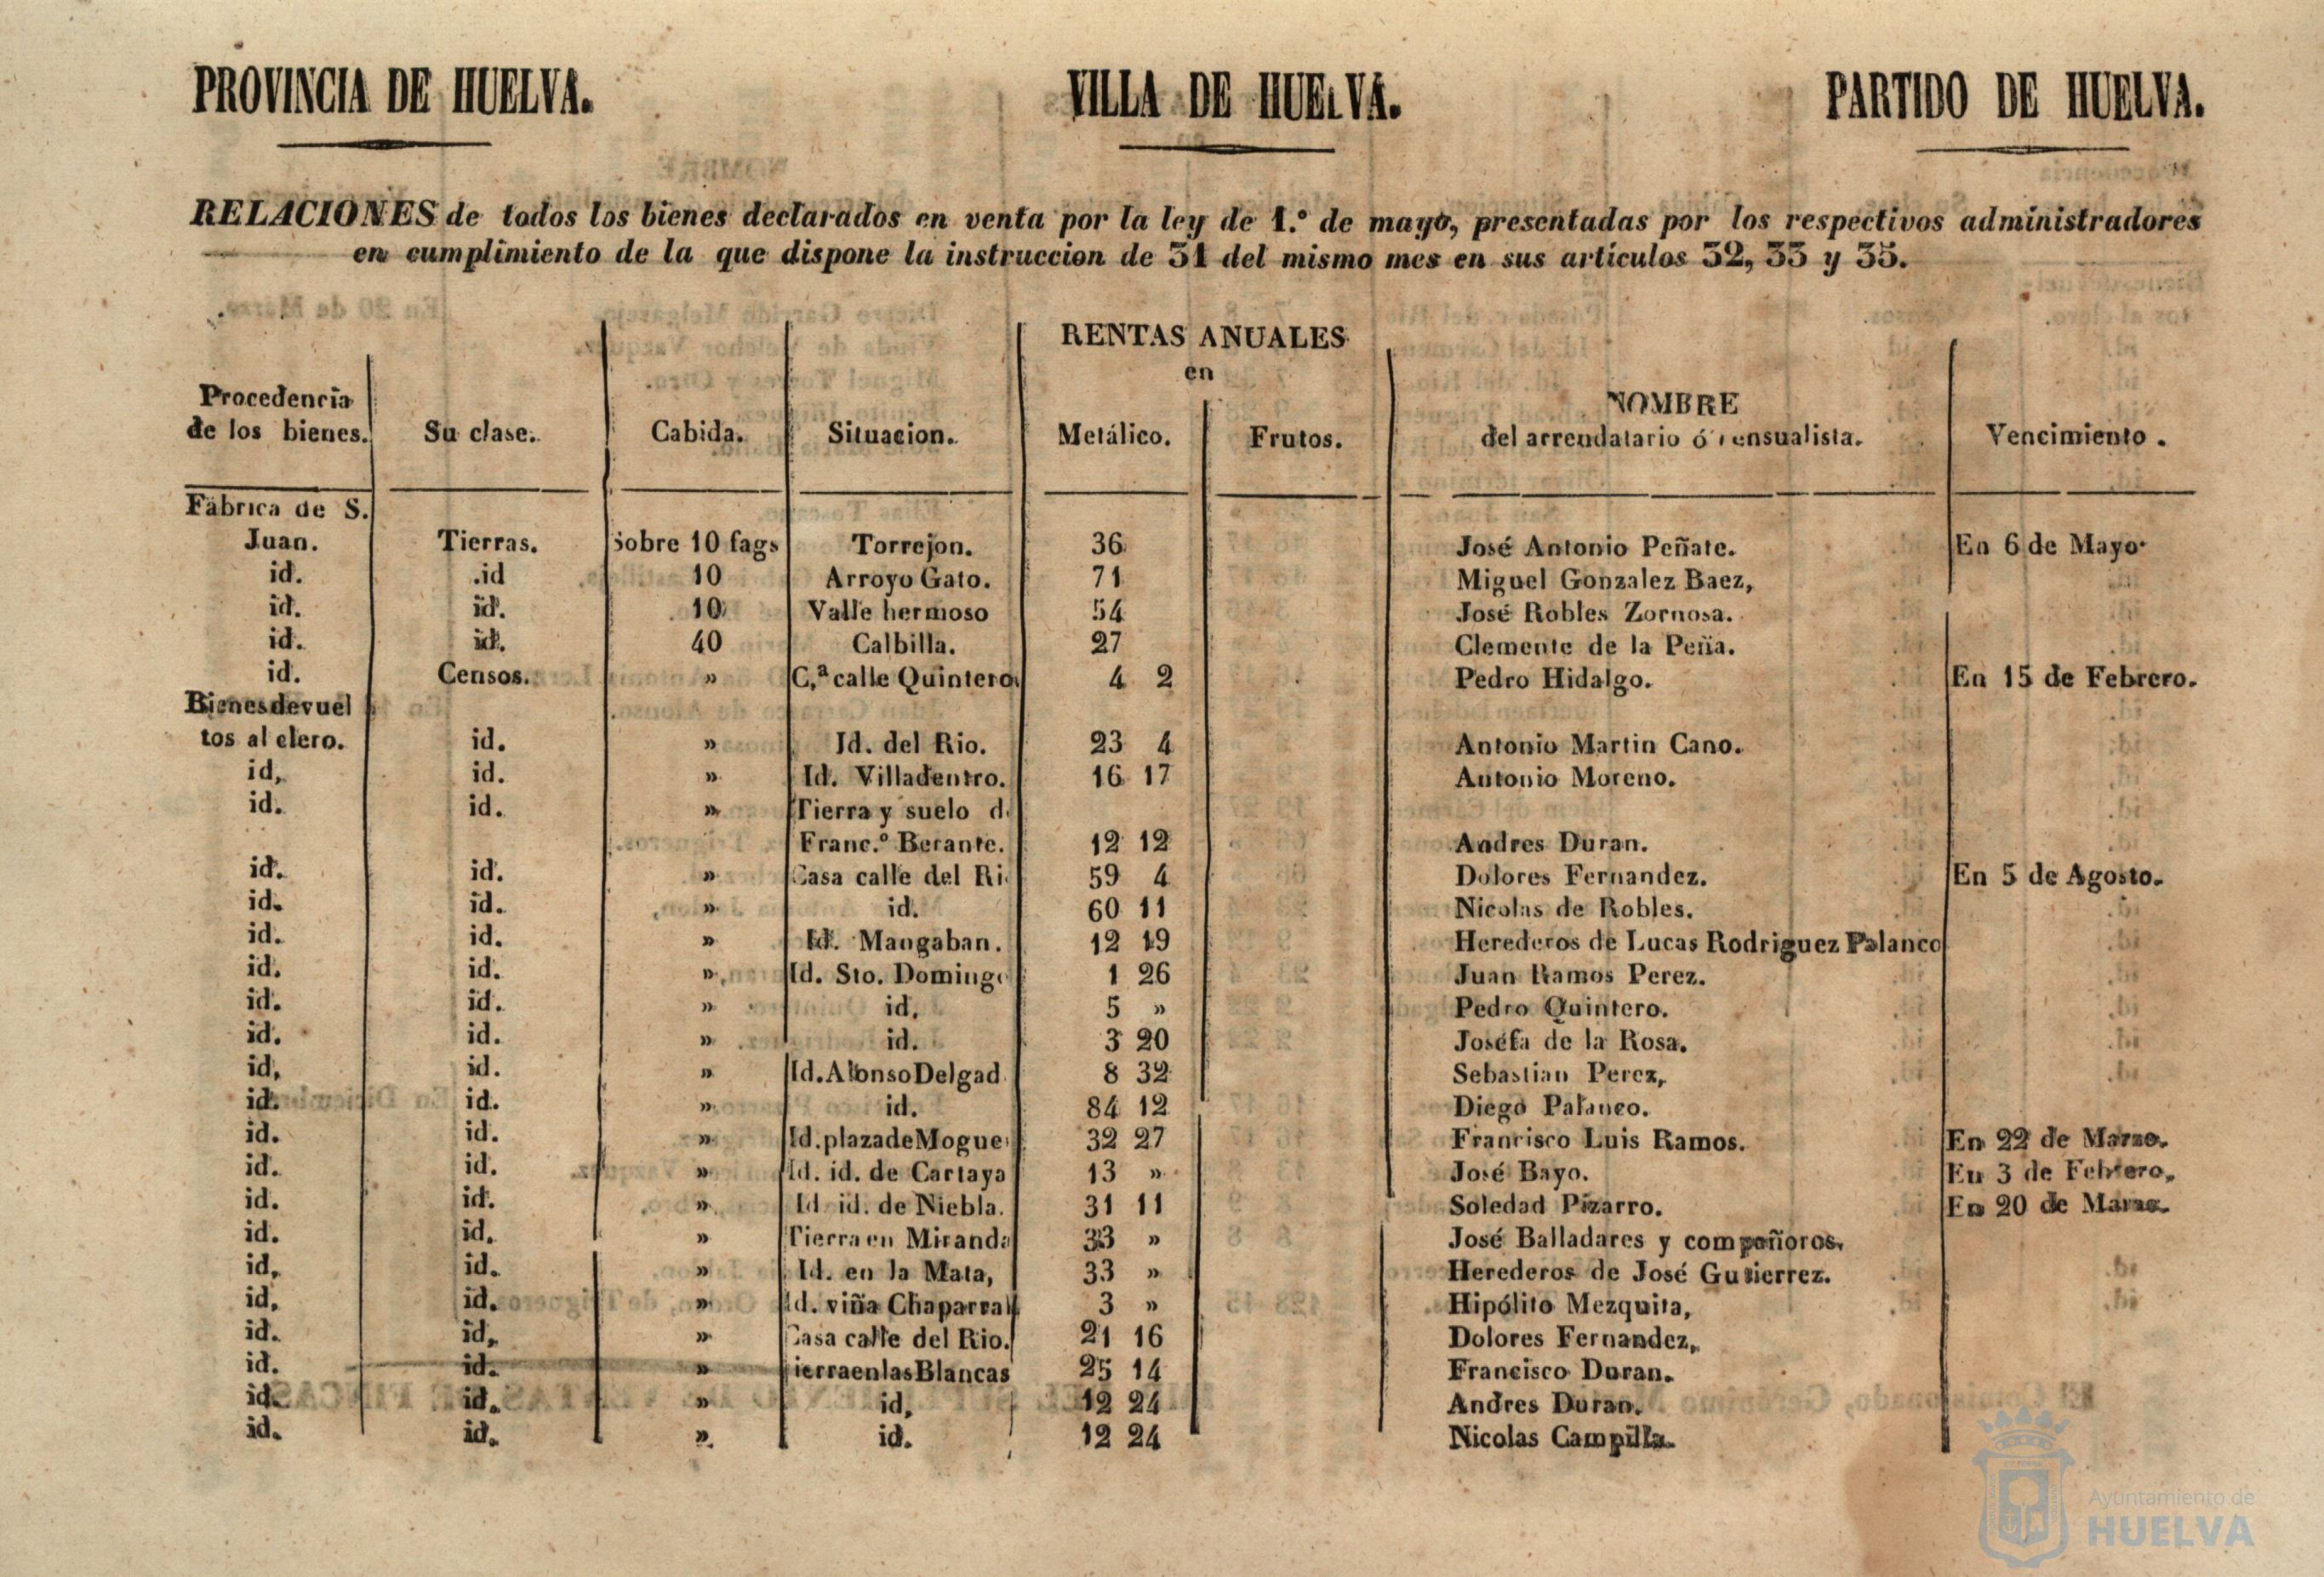 PROVINCIA DE HUELVA. VILLA DE HUELVA. PARTIDO DE HUELVA.
RELACIONES de todos los bienes declarados en venta por la ley de 1.º de mayo, presentadas por los respectivos administradores
en cumplimiento de la que dispone la instruccion de 31 del mismo mes en sus artículos 32, 33 y 35.
RENTAS ANUALES
en
Procedencia
de los bienes. Su clase. Cabida. Situacion. Metálico. Frutos. NOMBRE
del arrendatario ó censualista. Vencimiento.
Fábrica de S.
Juan. Tierras. Sobre 10 fags Torrejon. 36 José Antonio Peñate. En 6 de Mayo.
id. .id 10 Arroyo Gato. 71 Miguel Gonzalez Baez,
id. id. 10 Valle hermoso 54 José Robles Zornosa.
id. id. 40 Calbilla. 27 Clemente de la Peña.
id. Censos. » C.ª calle Quintero. 4 2 Pedro Hidalgo. En 15 de Febrero.
Bienes devuel
tos al clero. id. » Id. del Rio. 23 4 Antonio Martin Cano.
id, id. » Id. Villadentro. 16 17 Antonio Moreno.
id. id. » Tierra y suelo d.
Franc.º Berante. 12 12 Andres Duran.
id. id. » Casa calle del Ri 59 4 Dolores Fernandez. En 5 de Agosto.
id. id. » id. 60 11 Nicolas de Robles.
id. id. » Id. Mangaban. 12 19 Herederos de Lucas Rodriguez Palanco
id. id. » Id. Sto. Doming 1 26 Juan Ramos Perez.
id. id. » id. 5 » Pedro Quintero.
id. id. » id. 3 20 Josefa de la Rosa.
id, id. » Id. Alonso Delgad 8 32 Sebastian Perez,
id. id. » id. 84 12 Diego Palanco.
id. id. » Id. plaza de Mogue 32 27 Francisco Luis Ramos. En 22 de Marzo.
id. id. » Id. id. de Cartaya 13 » José Bayo. En 3 de Febrero,
id. id. » Id. id. de Niebla. 31 11 Soledad Pizarro. En 20 de Marzo.
id. id. » Tierra en Miranda 33 » José Balladares y compañoros.
id, id. » Id. en la Mata, 33 » Herederos de José Gutierrez.
id, id. » Id. viña Chaparral 3 » Hipólito Mezquita,
id. id, » Casa calle del Rio. 21 16 Dolores Fernandez,
id. id. » ierra en las Blancas 25 14 Francisco Duran.
id. id. » id, 12 24 Andres Duran.
id. id. » id. 12 24 Nicolas Campilla.
Ayuntamiento de
HUELVA